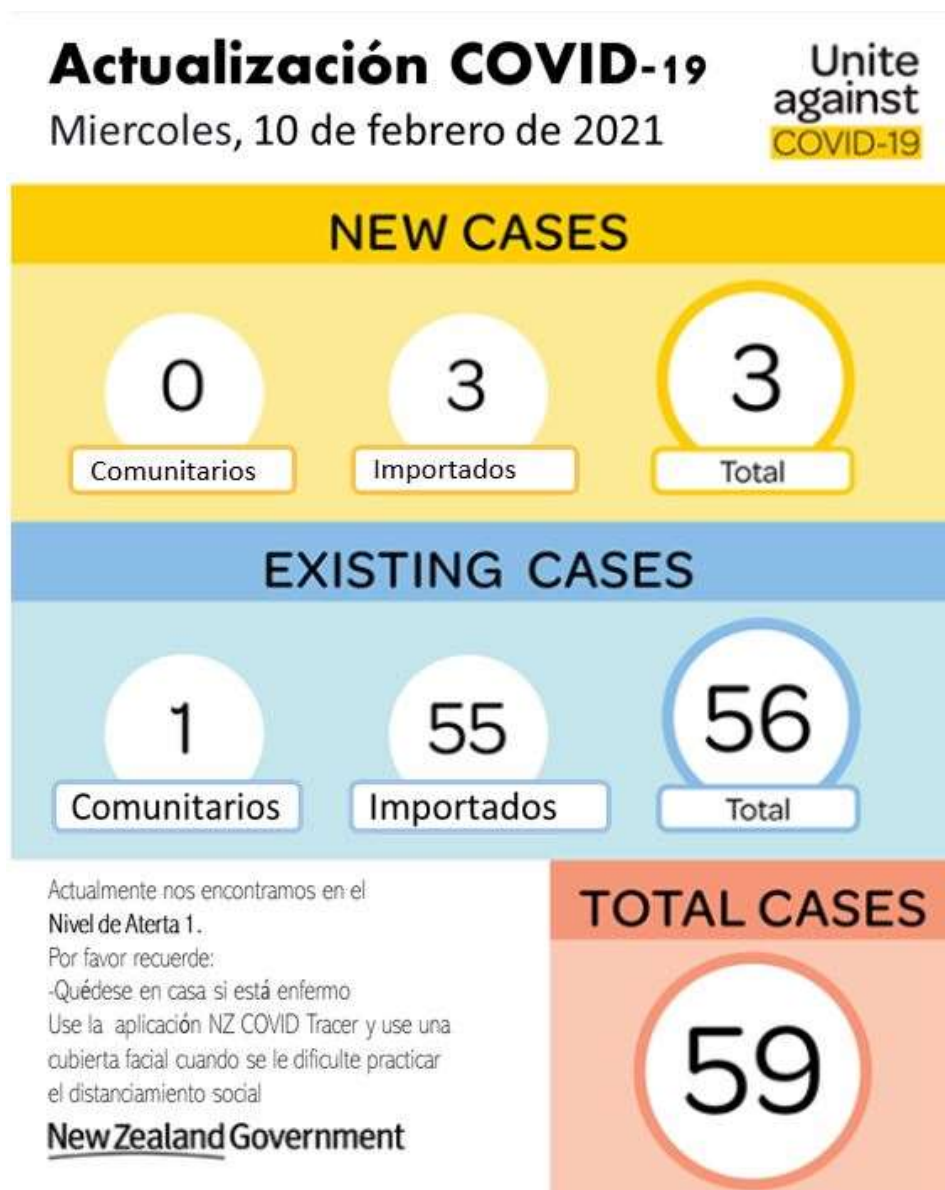 Actualización COVID-19
Miercoles, 10 de febrero de 2021
Unite
against
COVID-19
NEW CASES
0
3
3
Comunitarios
Importados
Total
EXISTING CASES
1
55
56
Comunitarios
Importados
Total
Actualmente nos encontramos en el
Nivel de Aterta 1.
Por favor recuerde:
-Quédese en casa si está enfermo
Use la aplicación NZ COVID Tracer y use una
cubierta facial cuando se le dificulte practicar
el distanciamiento social
New Zealand Government
TOTAL CASES
59